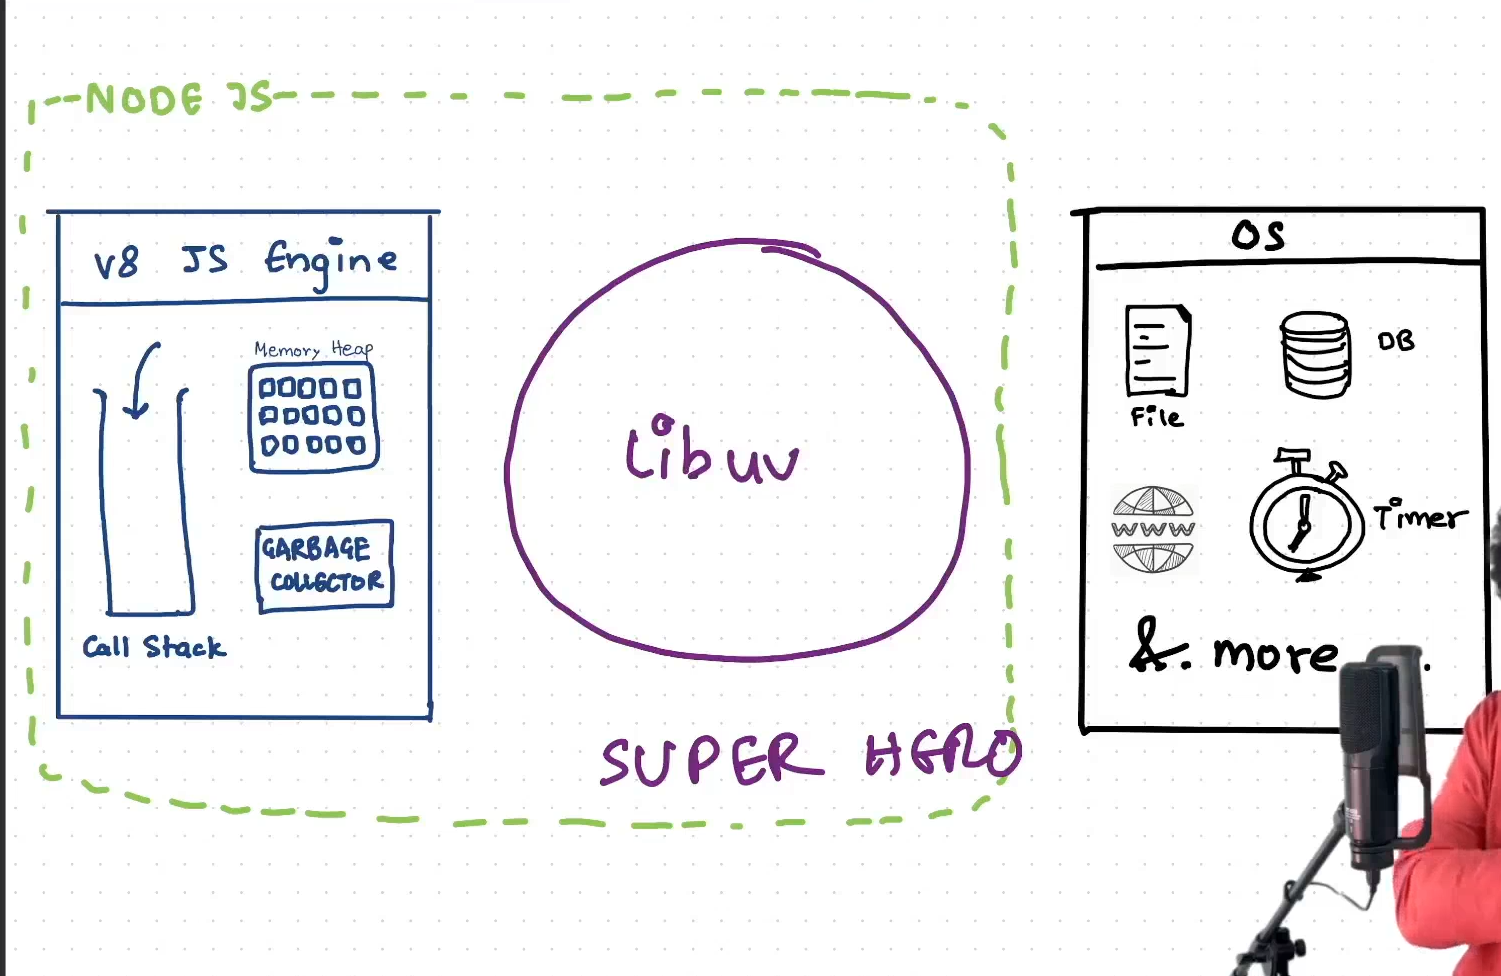 NODE JS
V8 JS Engine
Memory Heap
GARBAGE
COLLECTOR
Call Stack
Libuv
SUPER HERO
OS
File
DB
WWW
Timer
&. more